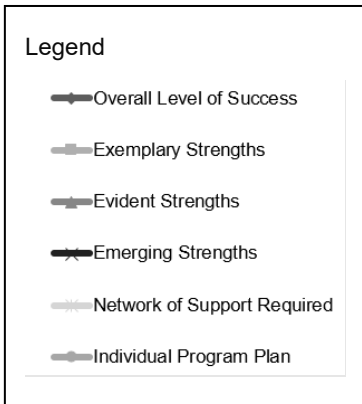 Legend
Overall Level of Success
Exemplary Strengths
Evident Strengths
Emerging Strengths
Network of Support Required
Individual Program Plan